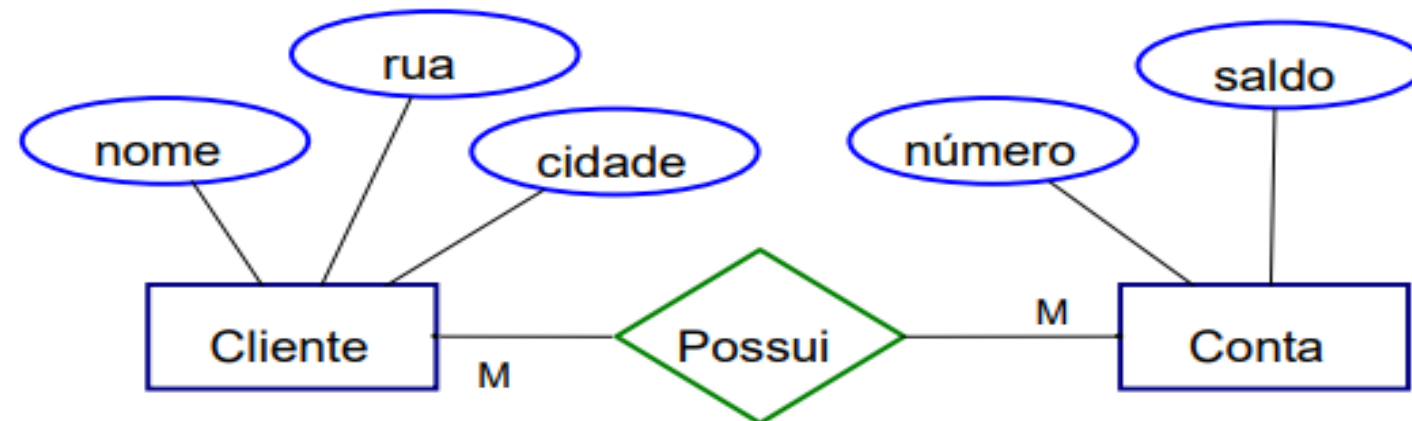 rua
saldo
nome
cidade
número
Cliente
M
Possui
M
Conta